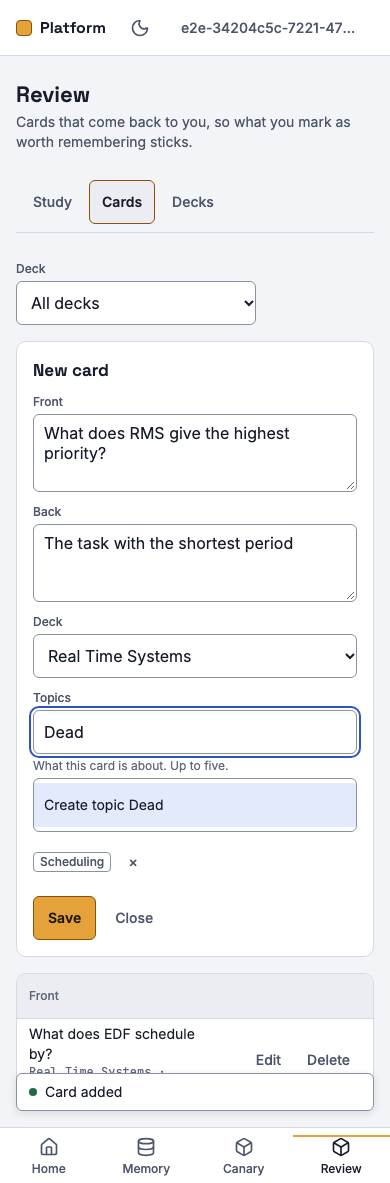 Platform
e2e-34204c5c-7221-47...
Review
Cards that come back to you, so what you mark as
worth remembering sticks.
Study
Cards
Decks
Deck
All decks
New card
Front
What does RMS give the highest
priority?
Back
The task with the shortest period
Deck
Real Time Systems
Topics
Dead
What this card is about. Up to five.
Create topic Dead
Scheduling ×
Save
Close
Front
What does EDF schedule
by?
Edit
Delete
Real Time Systems ·
Card added
Home
Memory
Canary
Review